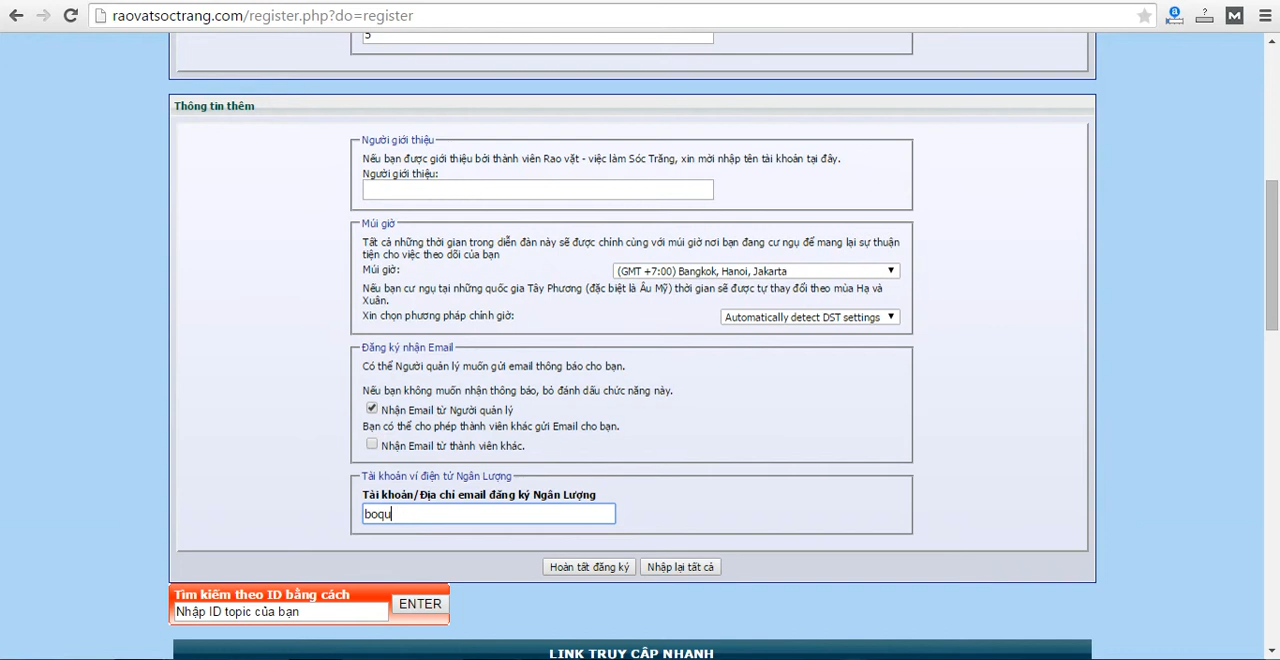 raovatsoctrang.com/register.php?do=register
5
Thông tin thêm
Người giới thiệu
Nếu bạn được giới thiệu bởi thành viên Rao vặt - việc làm Sóc Trăng, xin mời nhập tên tài khoản tại đây.
Người giới thiệu:
Múi giờ
Tất cả những thời gian trong diễn đàn này sẽ được chỉnh cùng với múi giờ nơi bạn đang cư ngụ để mang lại sự thuận
tiện cho việc theo dõi của bạn
Múi giờ:
(GMT +7:00) Bangkok, Hanoi, Jakarta
Nếu bạn cư ngụ tại những quốc gia Tây Phương (đặc biệt là Âu Mỹ) thời gian sẽ được tự thay đổi theo mùa Hạ và
Xuân.
Xin chọn phương pháp chỉnh giờ:
Automatically detect DST settings
Đăng ký nhận Email
Có thể Người quản lý muốn gửi email thông báo cho bạn.
Nếu bạn không muốn nhận thông báo, bỏ đánh dấu chức năng này.
Nhận Email từ Người quản lý
Bạn có thể cho phép thành viên khác gửi Email cho bạn.
Nhận Email từ thành viên khác.
Tài khoản ví điện tử Ngân Lượng
Tài khoản/Địa chỉ email đăng ký Ngân Lượng
boqu
Hoàn tất đăng ký
Nhập lại tất cả
Tìm kiếm theo ID bằng cách
Nhập ID topic của bạn
ENTER
LINK TRUY CẬP NHANH